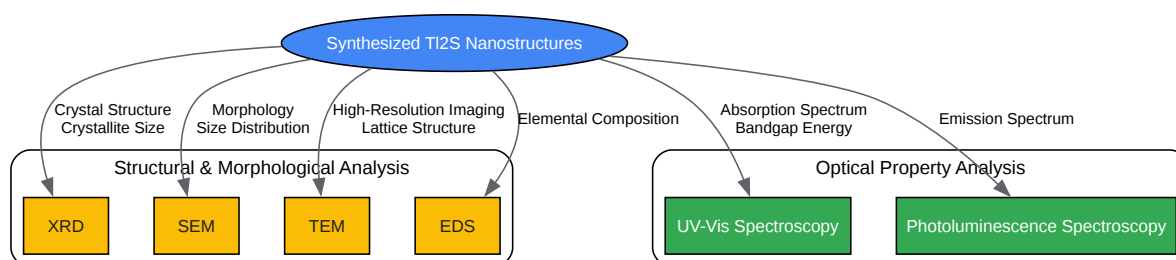 Synthesized Tl2S Nanostructures
Crystal Structure
Crystallite Size
Morphology
Size Distribution
High-Resolution Imaging
Lattice Structure
Elemental Composition
Absorption Spectrum
Bandgap Energy
Emission Spectrum
Structural & Morphological Analysis
Optical Property Analysis
XRD
SEM
TEM
EDS
UV-Vis Spectroscopy
Photoluminescence Spectroscopy